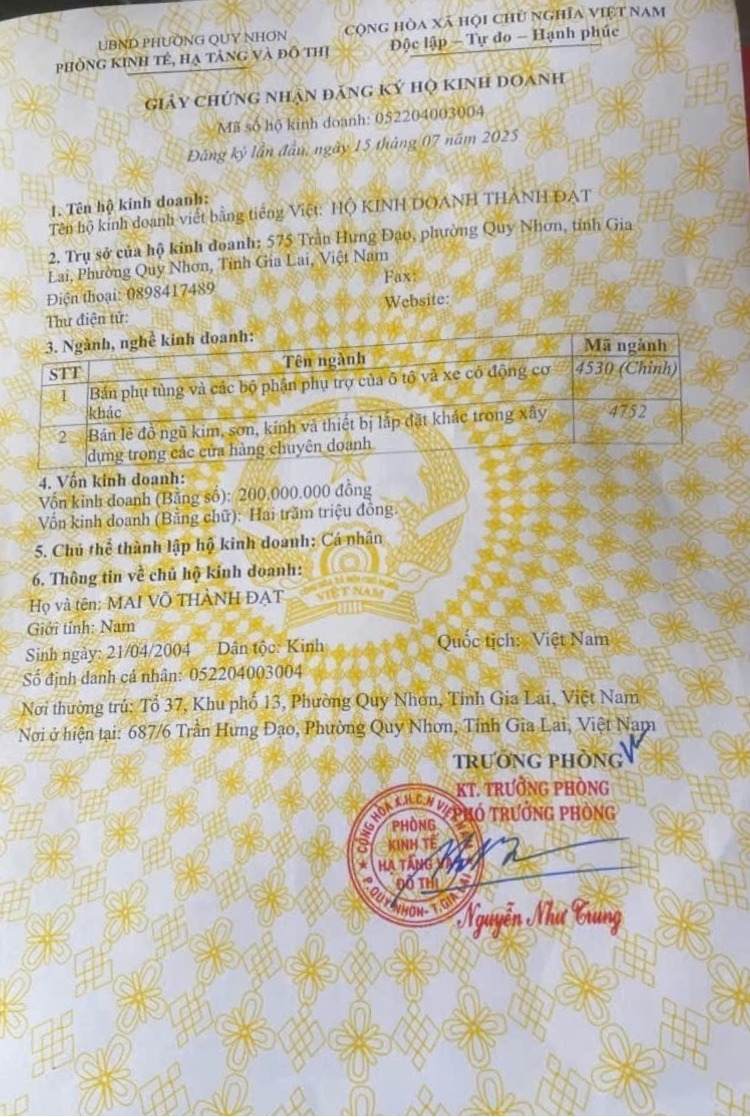 UBND PHƯỜNG QUY NHƠN
PHÒNG KINH TẾ, HẠ TẦNG VÀ ĐÔ THỊ
CỘNG HÒA XÃ HỘI CHỦ NGHĨA VIỆT NAM
Độc lập – Tự do – Hạnh phúc
GIẤY CHỨNG NHẬN ĐĂNG KÝ HỘ KINH DOANH
Mã số hộ kinh doanh: 052204003004
Đăng ký lần đầu, ngày 15 tháng 07 năm 2025
1. Tên hộ kinh doanh:
Tên hộ kinh doanh viết bằng tiếng Việt: HỘ KINH DOANH THÀNH ĐẠT
2. Trụ sở của hộ kinh doanh: 575 Trần Hưng Đạo, phường Quy Nhơn, tỉnh Gia
Lai, Phường Quy Nhơn, Tỉnh Gia Lai, Việt Nam
Điện thoại: 0898417489 Fax:
Thư điện tử: Website:
3. Ngành, nghề kinh doanh:
STT Tên ngành Mã ngành
1 Bán phụ tùng và các bộ phận phụ trợ của ô tô và xe có động cơ 4530 (Chính)
khác
2 Bán lẻ đồ ngũ kim, sơn, kính và thiết bị lắp đặt khác trong xây 4752
dựng trong các cửa hàng chuyên doanh
4. Vốn kinh doanh:
Vốn kinh doanh (Bằng số): 200.000.000 đồng
Vốn kinh doanh (Bằng chữ): Hai trăm triệu đồng.
5. Chủ thể thành lập hộ kinh doanh: Cá nhân
6. Thông tin về chủ hộ kinh doanh:
Họ và tên: MAI VÕ THÀNH ĐẠT
Giới tính: Nam
Sinh ngày: 21/04/2004 Dân tộc: Kinh Quốc tịch: Việt Nam
Số định danh cá nhân: 052204003004
Nơi thường trú: Tổ 37, Khu phố 13, Phường Quy Nhơn, Tỉnh Gia Lai, Việt Nam
Nơi ở hiện tại: 687/6 Trần Hưng Đạo, Phường Quy Nhơn, Tỉnh Gia Lai, Việt Nam
TRƯỞNG PHÒNG
KT. TRƯỞNG PHÒNG
PHÓ TRƯỞNG PHÒNG
CỘNG HÒA X.H.C.N VIỆT NAM
PHÒNG
KINH TẾ
HẠ TẦNG VÀ
ĐÔ THỊ
P. QUY NHƠN - T. GIA LAI
Nguyễn Như Trung
VIỆT NAM